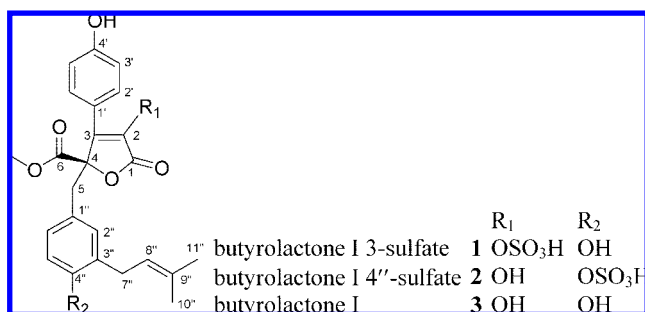 OH
4'
3'
2'
1'
R₁
3
2
O
4
6
O
O
O
1
5
1''
2''
3''
8''
11''
4''
7''
9''
10''
R₂
R₁ R₂
butyrolactone I 3-sulfate 1 OSO₃H OH
butyrolactone I 4''-sulfate 2 OH OSO₃H
butyrolactone I 3 OH OH